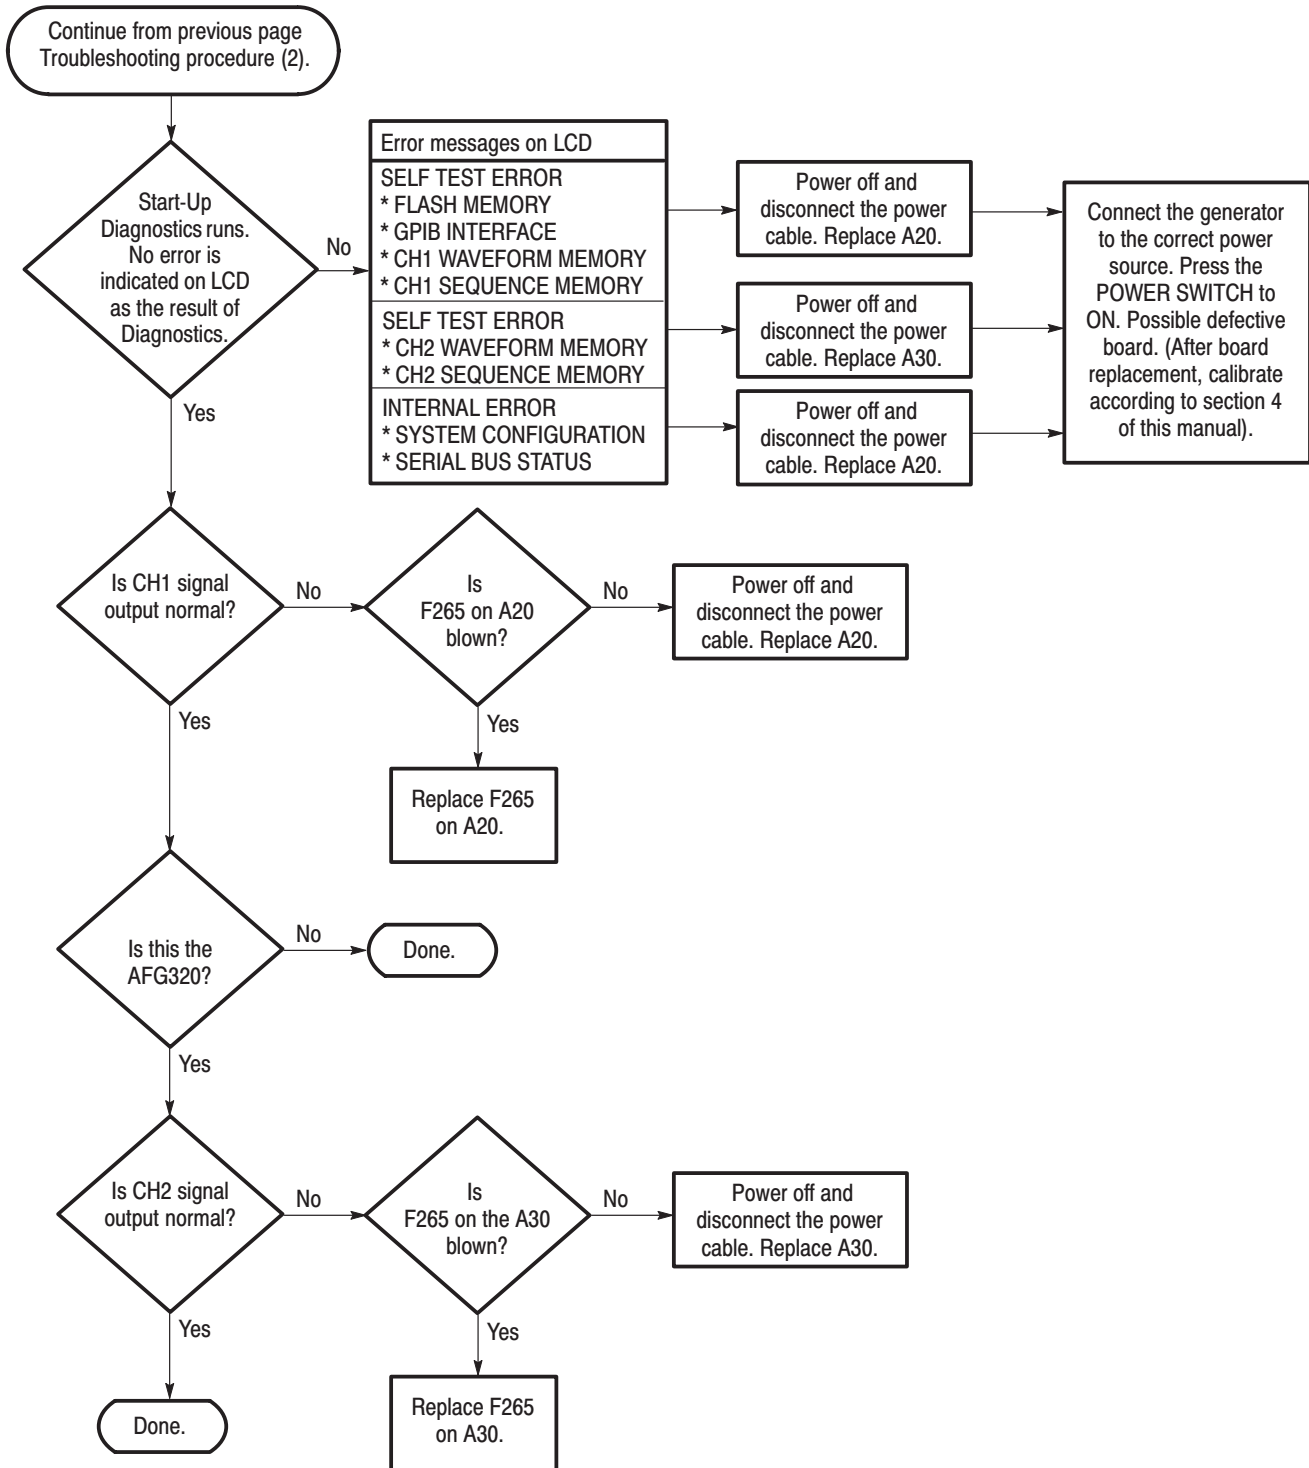 Continue from previous page
Troubleshooting procedure (2).
Start-Up
Diagnostics runs.
No error is
indicated on LCD
as the result of
Diagnostics.
No
Yes
Error messages on LCD
SELF TEST ERROR
* FLASH MEMORY
* GPIB INTERFACE
* CH1 WAVEFORM MEMORY
* CH1 SEQUENCE MEMORY
SELF TEST ERROR
* CH2 WAVEFORM MEMORY
* CH2 SEQUENCE MEMORY
INTERNAL ERROR
* SYSTEM CONFIGURATION
* SERIAL BUS STATUS
Power off and
disconnect the power
cable. Replace A20.
Power off and
disconnect the power
cable. Replace A30.
Power off and
disconnect the power
cable. Replace A20.
Connect the generator
to the correct power
source. Press the
POWER SWITCH to
ON. Possible defective
board. (After board
replacement, calibrate
according to section 4
of this manual).
Is CH1 signal
output normal?
No
Yes
Is
F265 on A20
blown?
No
Yes
Power off and
disconnect the power
cable. Replace A20.
Replace F265
on A20.
Is this the
AFG320?
No
Yes
Done.
Is CH2 signal
output normal?
No
Yes
Is
F265 on the A30
blown?
No
Yes
Power off and
disconnect the power
cable. Replace A30.
Replace F265
on A30.
Done.